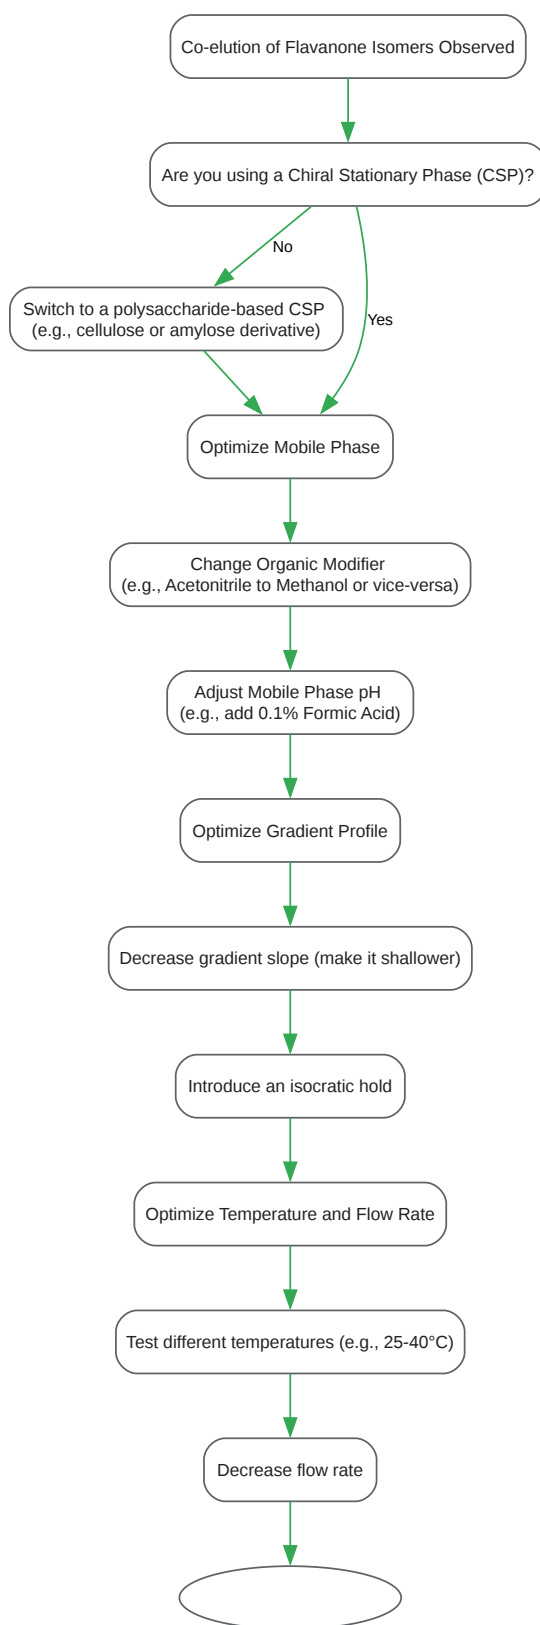 Co-elution of Flavanone Isomers Observed
Are you using a Chiral Stationary Phase (CSP)?
No
Switch to a polysaccharide-based CSP
(e.g., cellulose or amylose derivative)
Yes
Optimize Mobile Phase
Change Organic Modifier
(e.g., Acetonitrile to Methanol or vice-versa)
Adjust Mobile Phase pH
(e.g., add 0.1% Formic Acid)
Optimize Gradient Profile
Decrease gradient slope (make it shallower)
Introduce an isocratic hold
Optimize Temperature and Flow Rate
Test different temperatures (e.g., 25-40°C)
Decrease flow rate